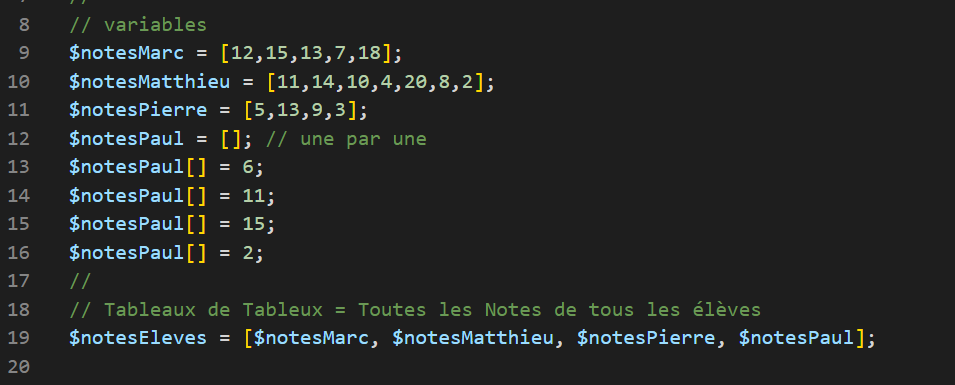 //
8 // variables
9 $notesMarc = [12,15,13,7,18];
10 $notesMatthieu = [11,14,10,4,20,8,2];
11 $notesPierre = [5,13,9,3];
12 $notesPaul = []; // une par une
13 $notesPaul[] = 6;
14 $notesPaul[] = 11;
15 $notesPaul[] = 15;
16 $notesPaul[] = 2;
17 //
18 // Tableaux de Tableux = Toutes les Notes de tous les élèves
19 $notesEleves = [$notesMarc, $notesMatthieu, $notesPierre, $notesPaul];
20